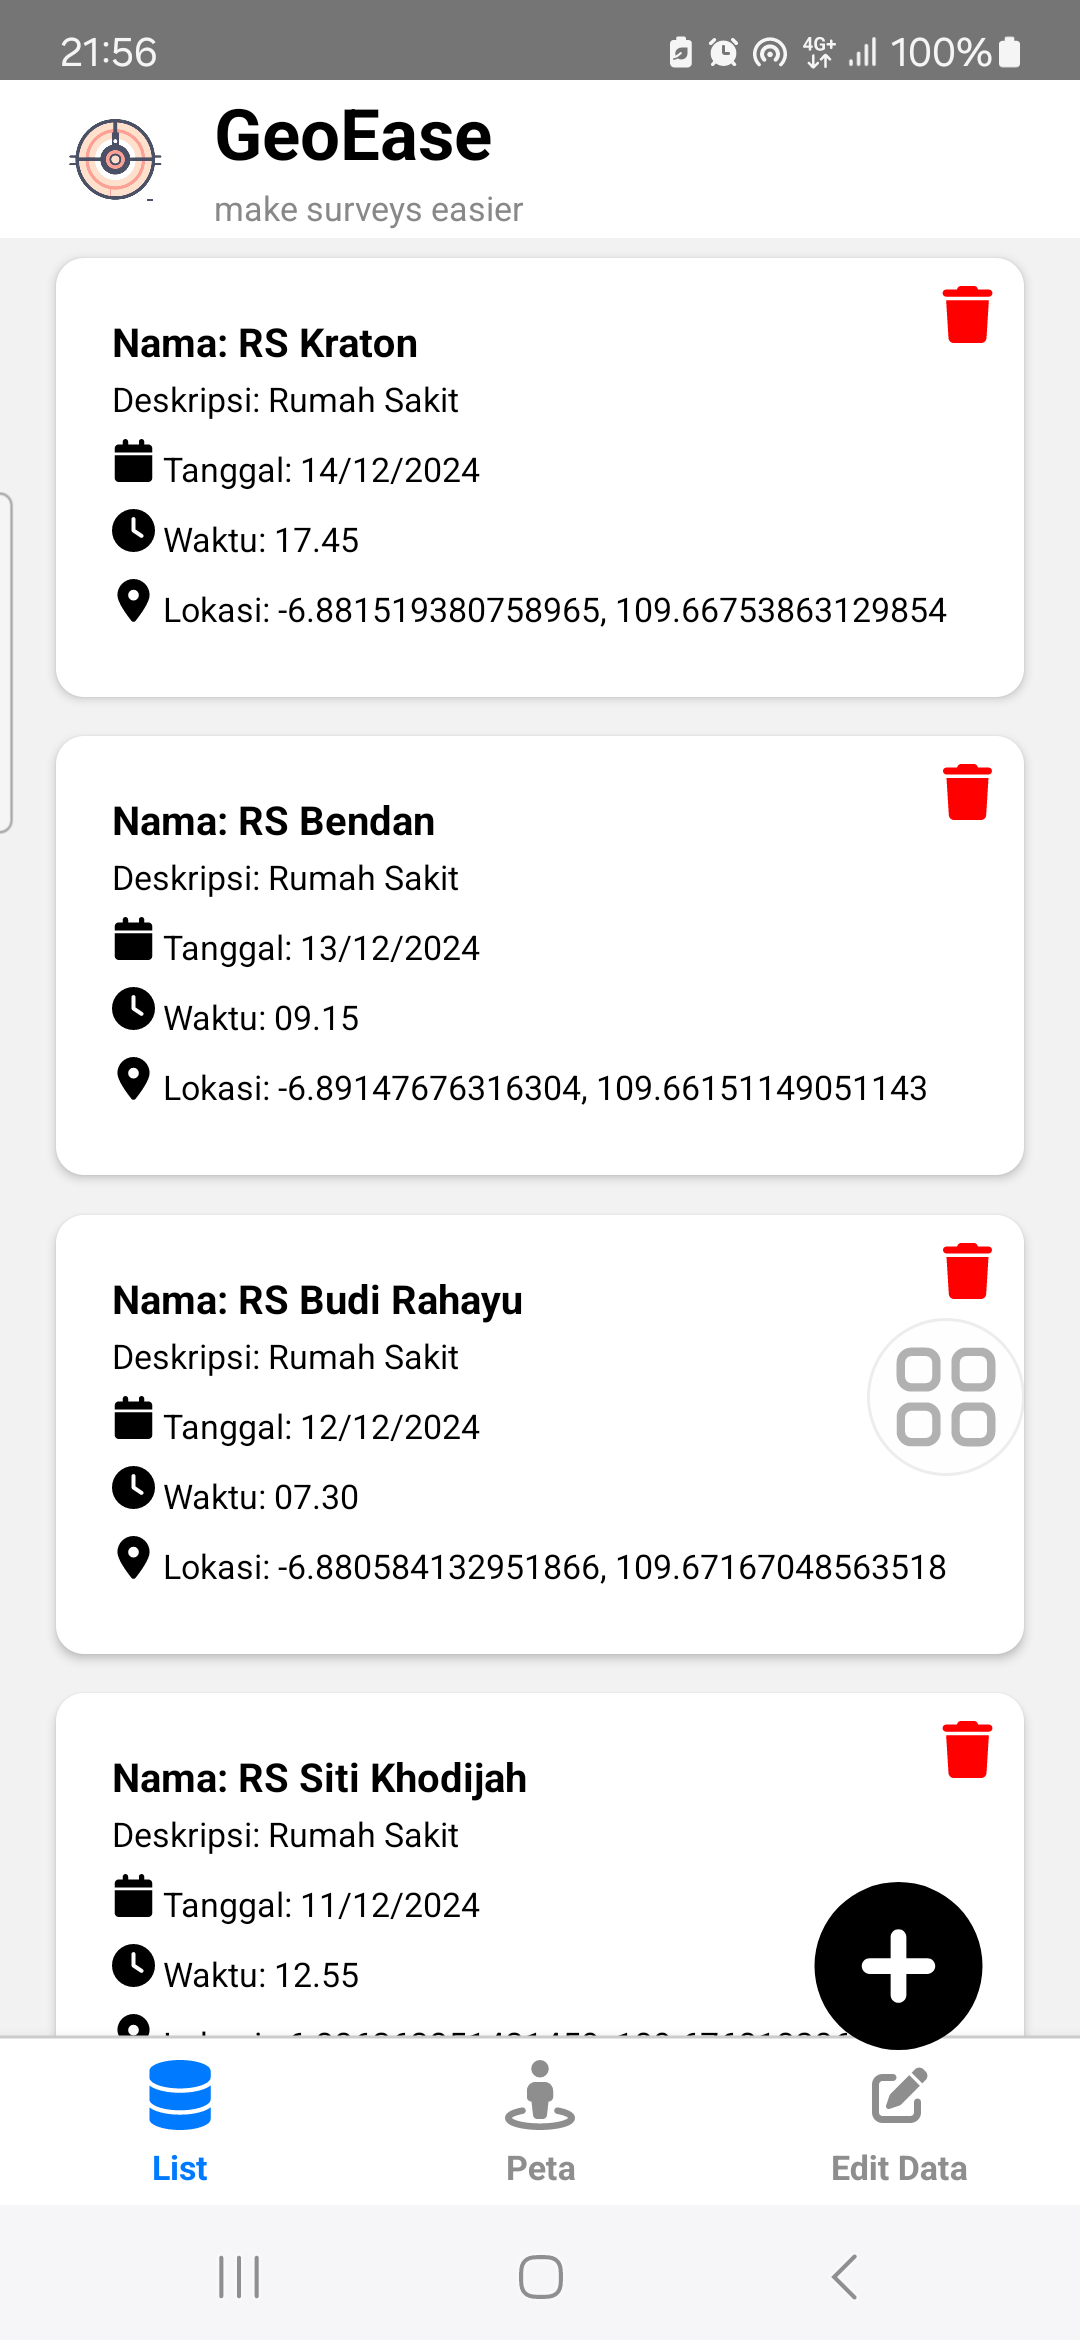 21:56
4G+
100%
GeoEase
make surveys easier
Nama: RS Kraton
Deskripsi: Rumah Sakit
Tanggal: 14/12/2024
Waktu: 17.45
Lokasi: -6.881519380758965, 109.66753863129854
Nama: RS Bendan
Deskripsi: Rumah Sakit
Tanggal: 13/12/2024
Waktu: 09.15
Lokasi: -6.89147676316304, 109.66151149051143
Nama: RS Budi Rahayu
Deskripsi: Rumah Sakit
Tanggal: 12/12/2024
Waktu: 07.30
Lokasi: -6.880584132951866, 109.67167048563518
Nama: RS Siti Khodijah
Deskripsi: Rumah Sakit
Tanggal: 11/12/2024
Waktu: 12.55
List
Peta
Edit Data